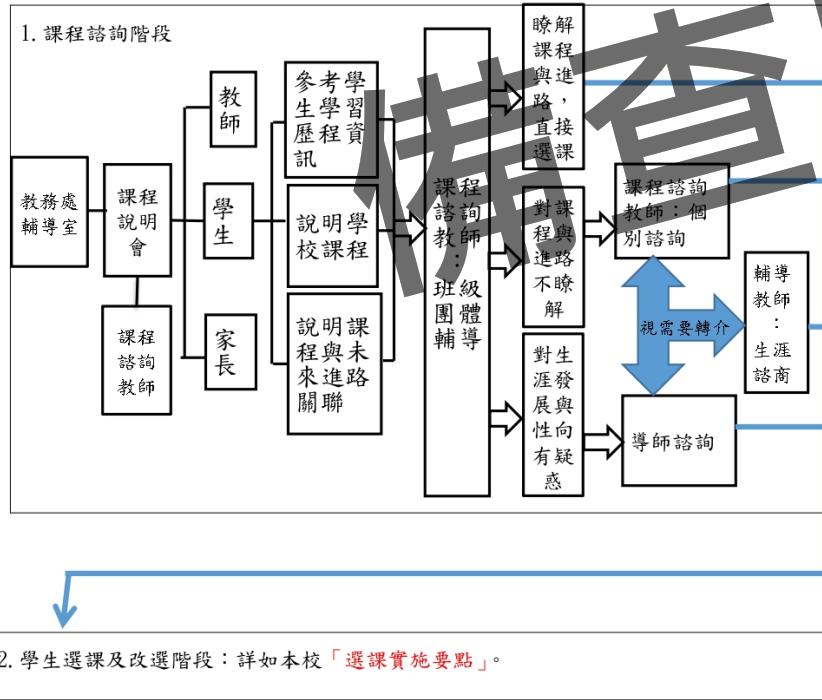 1.課程諮詢階段
教務處
輔導室
課程
說明
會
課程
諮詢
教師
教
師
學
生
家
長
參考學
生學習
歷程資
訊
說明學
校課程
說明課
程與未
來進路
關聯
課程
諮詢
教師
：
班級
團體
輔導
瞭解
課程
與進
路，
直接
選課
對課
程與
進路
不瞭
解
對生
涯發
展與
性向
有疑
惑
課程諮詢
教師：個
別諮詢
視需要轉介
輔導
教師
：
生涯
諮商
導師諮詢
備查
2.學生選課及改選階段：詳如本校「選課實施要點」。